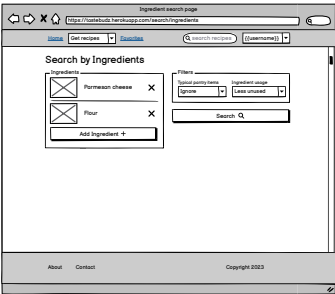 Ingredient search page
https://tastebudz.herokuapp.com/search/ingredients
Home Get recipes Favorites search recipes {{username}}
Search by Ingredients
Ingredients
Parmesan cheese X
Flour X
Add Ingredient +
Filters
Typical pantry items Ingredient usage
Ignore Less unused
Search
About Contact Copyright 2023